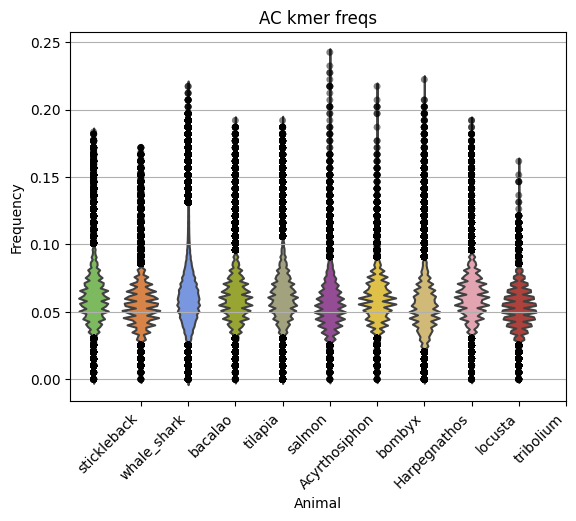 AC kmer freqs
0.25
0.20
0.15
0.10
0.05
0.00
Frequency
stickleback
whale_shark
bacalao
tilapia
salmon
Acyrthosiphon
bombyx
Harpegnathos
locusta
tribolium
Animal